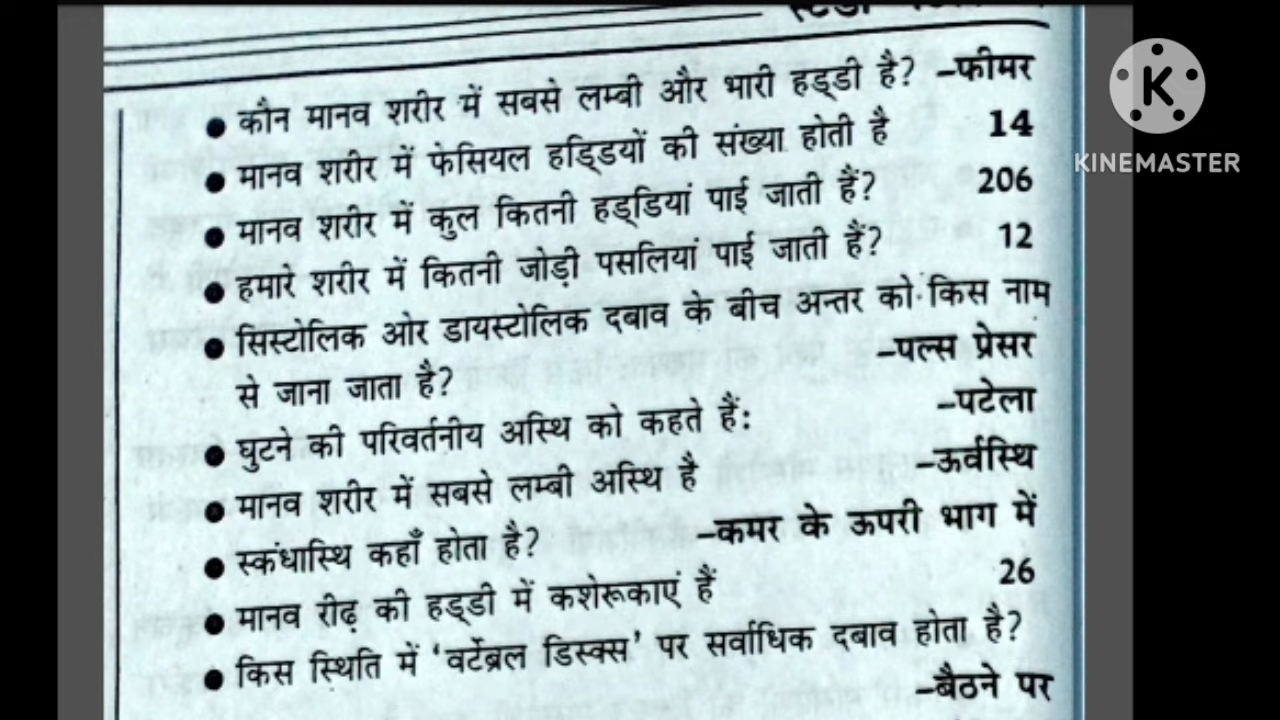 कौन मानव शरीर में सबसे लम्बी और भारी हड्डी है? –फीमर
मानव शरीर में फेसियल हड्डियों की संख्या होती है 14
मानव शरीर में कुल कितनी हड्डियां पाई जाती हैं? 206
हमारे शरीर में कितनी जोड़ी पसलियां पाई जाती हैं? 12
सिस्टोलिक ओर डायस्टोलिक दबाव के बीच अन्तर को किस नाम
से जाना जाता है? –पल्स प्रेसर
घुटने की परिवर्तनीय अस्थि को कहते हैं: –पटेला
मानव शरीर में सबसे लम्बी अस्थि है –ऊर्वस्थि
स्कंधास्थि कहाँ होता है? –कमर के ऊपरी भाग में
मानव रीढ़ की हड्डी में कशेरूकाएं हैं 26
किस स्थिति में 'वर्टेब्रल डिस्क्स' पर सर्वाधिक दबाव होता है?
–बैठने पर
K
KINEMASTER